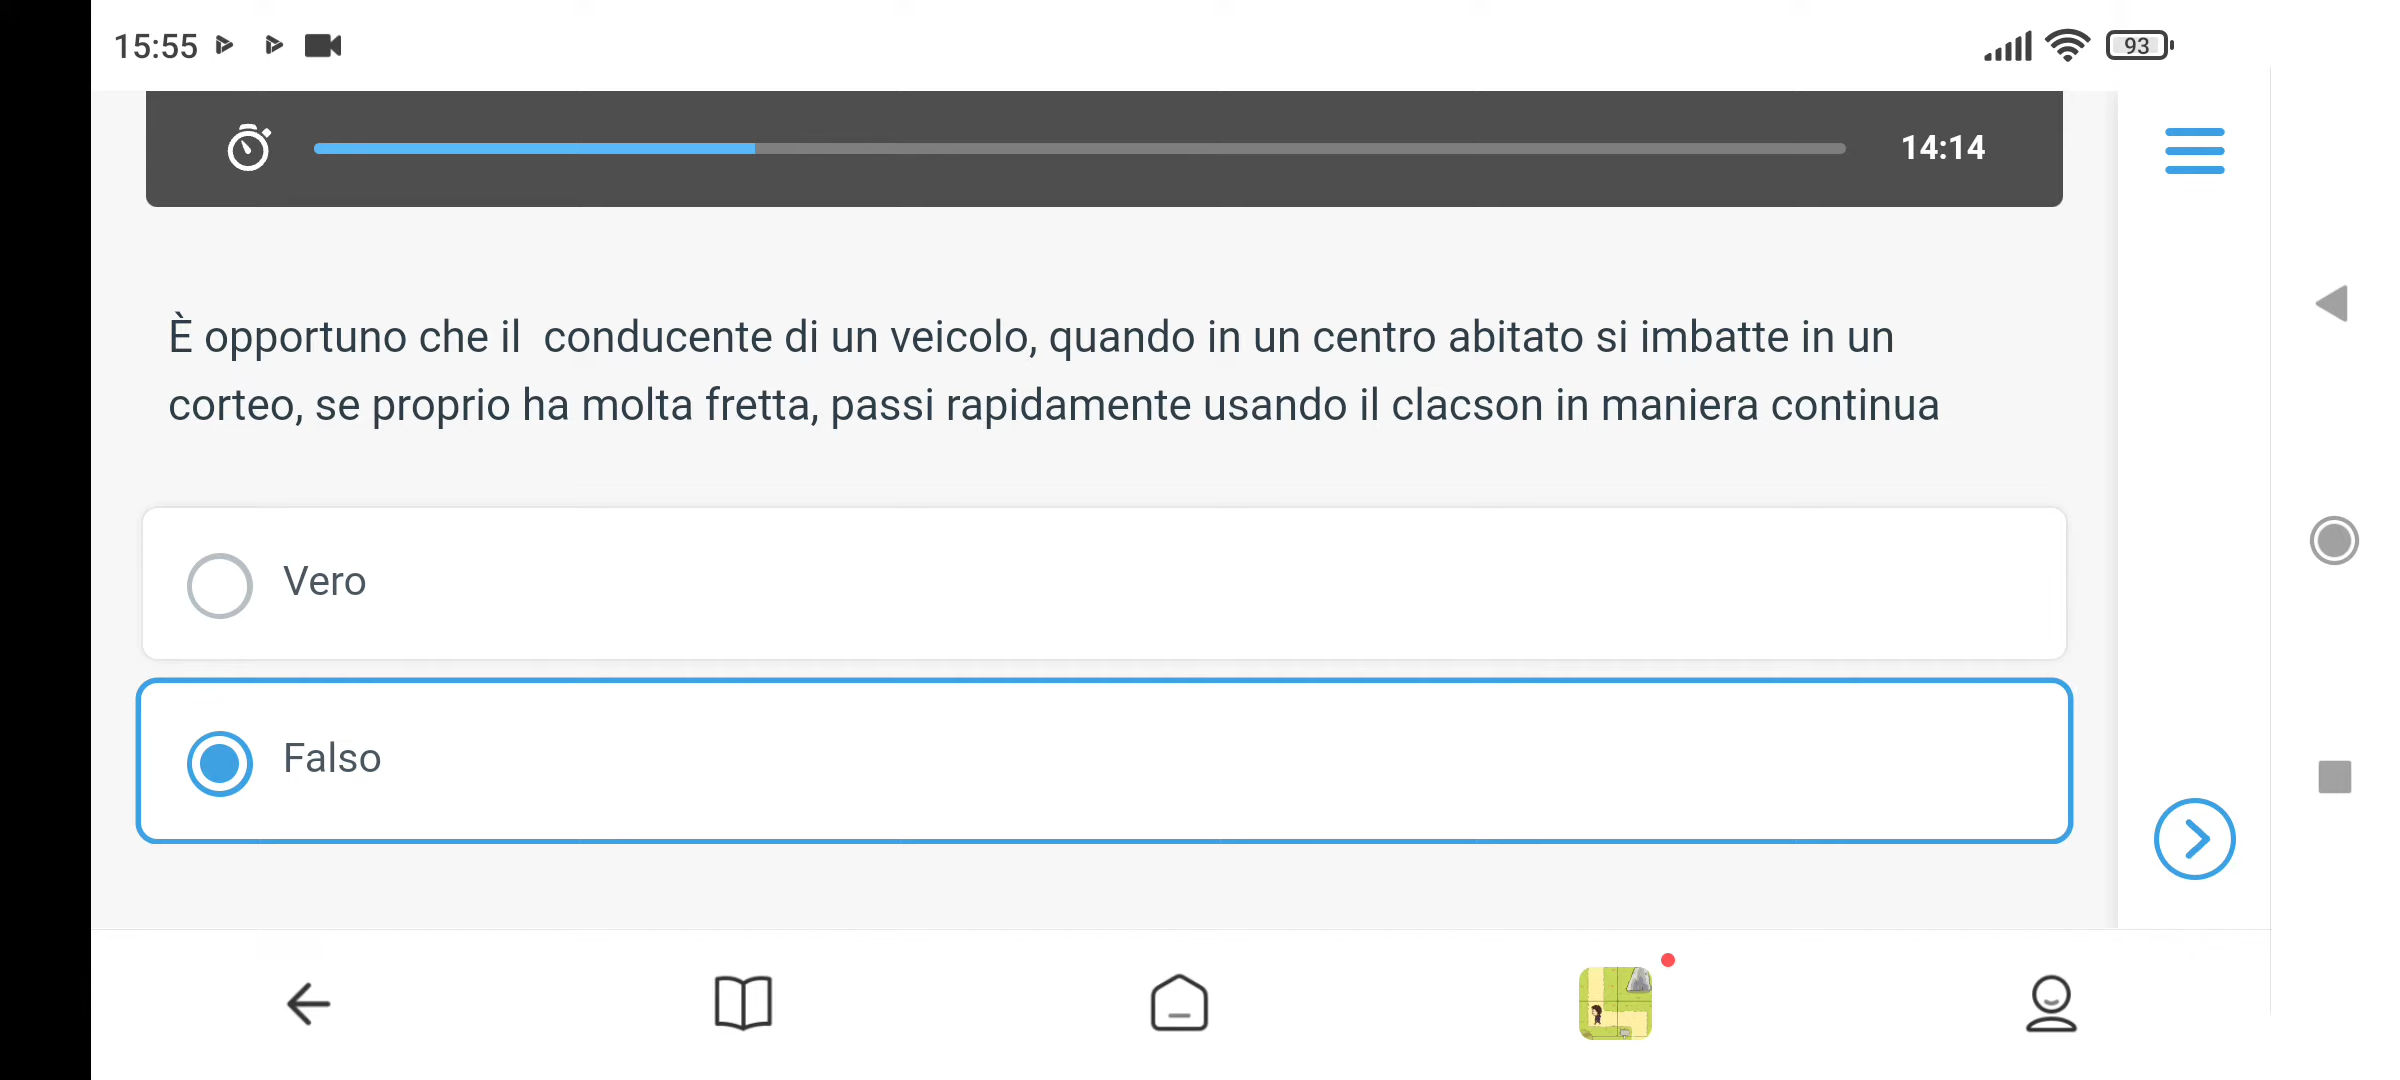 15:55
93
14:14
È opportuno che il  conducente di un veicolo, quando in un centro abitato si imbatte in un
corteo, se proprio ha molta fretta, passi rapidamente usando il clacson in maniera continua
Vero
Falso